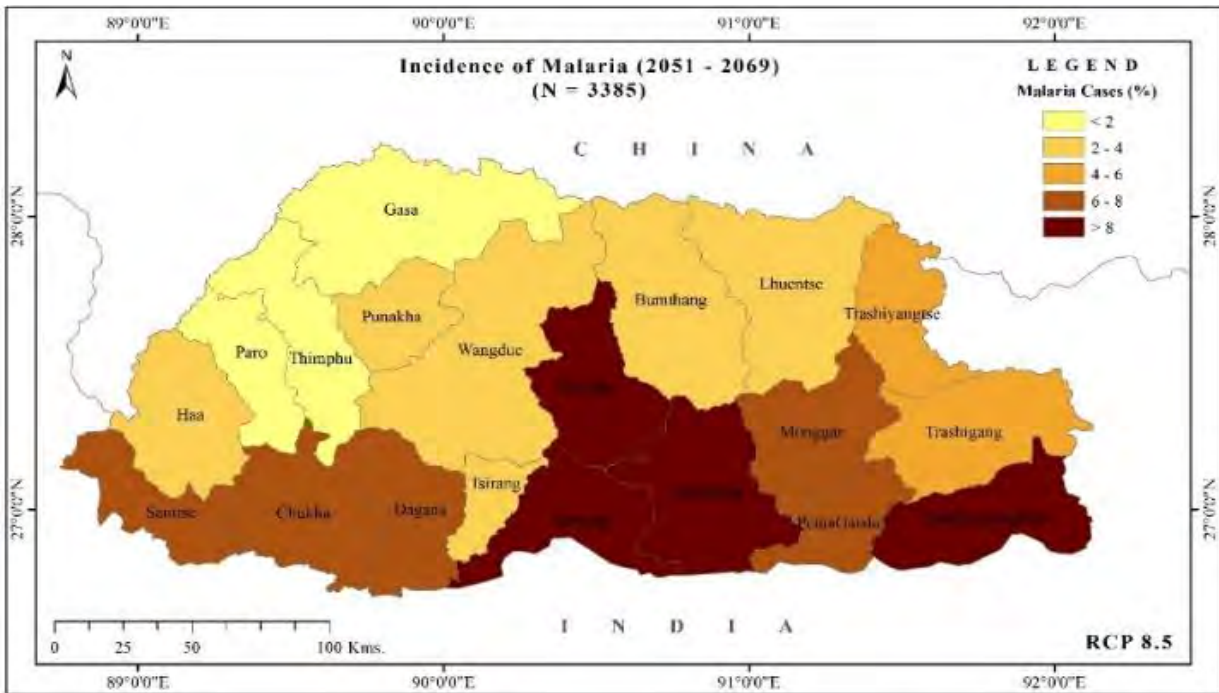 89°0'0"E 90°0'0"E 91°0'0"E 92°0'0"E
N
Incidence of Malaria (2051 - 2069)
(N = 3385)
LEGEND
Malaria Cases (%)
< 2
2 - 4
4 - 6
6 - 8
> 8
CHINA
28°0'0"N 28°0'0"N
Gasa
Punakha
Bumthang
Lhuentse
Trashiyangtse
Paro
Thimphu
Wangdue
Haa
Monggar
Trashigang
Tsirang
27°0'0"N 27°0'0"N
Samtse
Chukha
Dagana
INDIA
0 25 50 100 Kms.
RCP 8.5
89°0'0"E 90°0'0"E 91°0'0"E 92°0'0"E